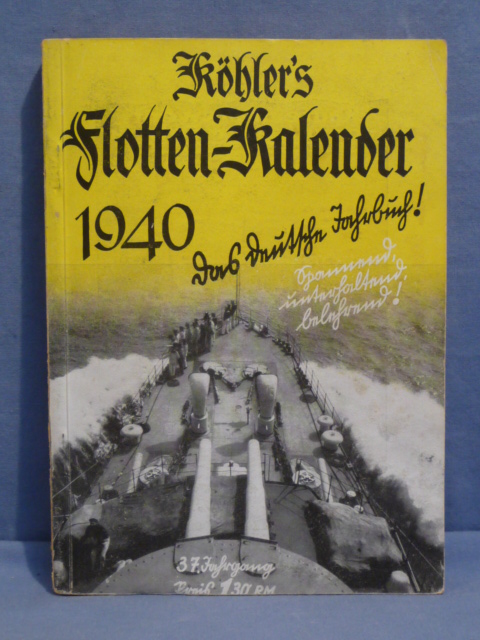 Köhler's
Flotten-Kalender
1940
das deutsche Jahrbuch!
Spannend,
unterhaltend,
belehrend!
37. Jahrgang
Preis 1.30 RM